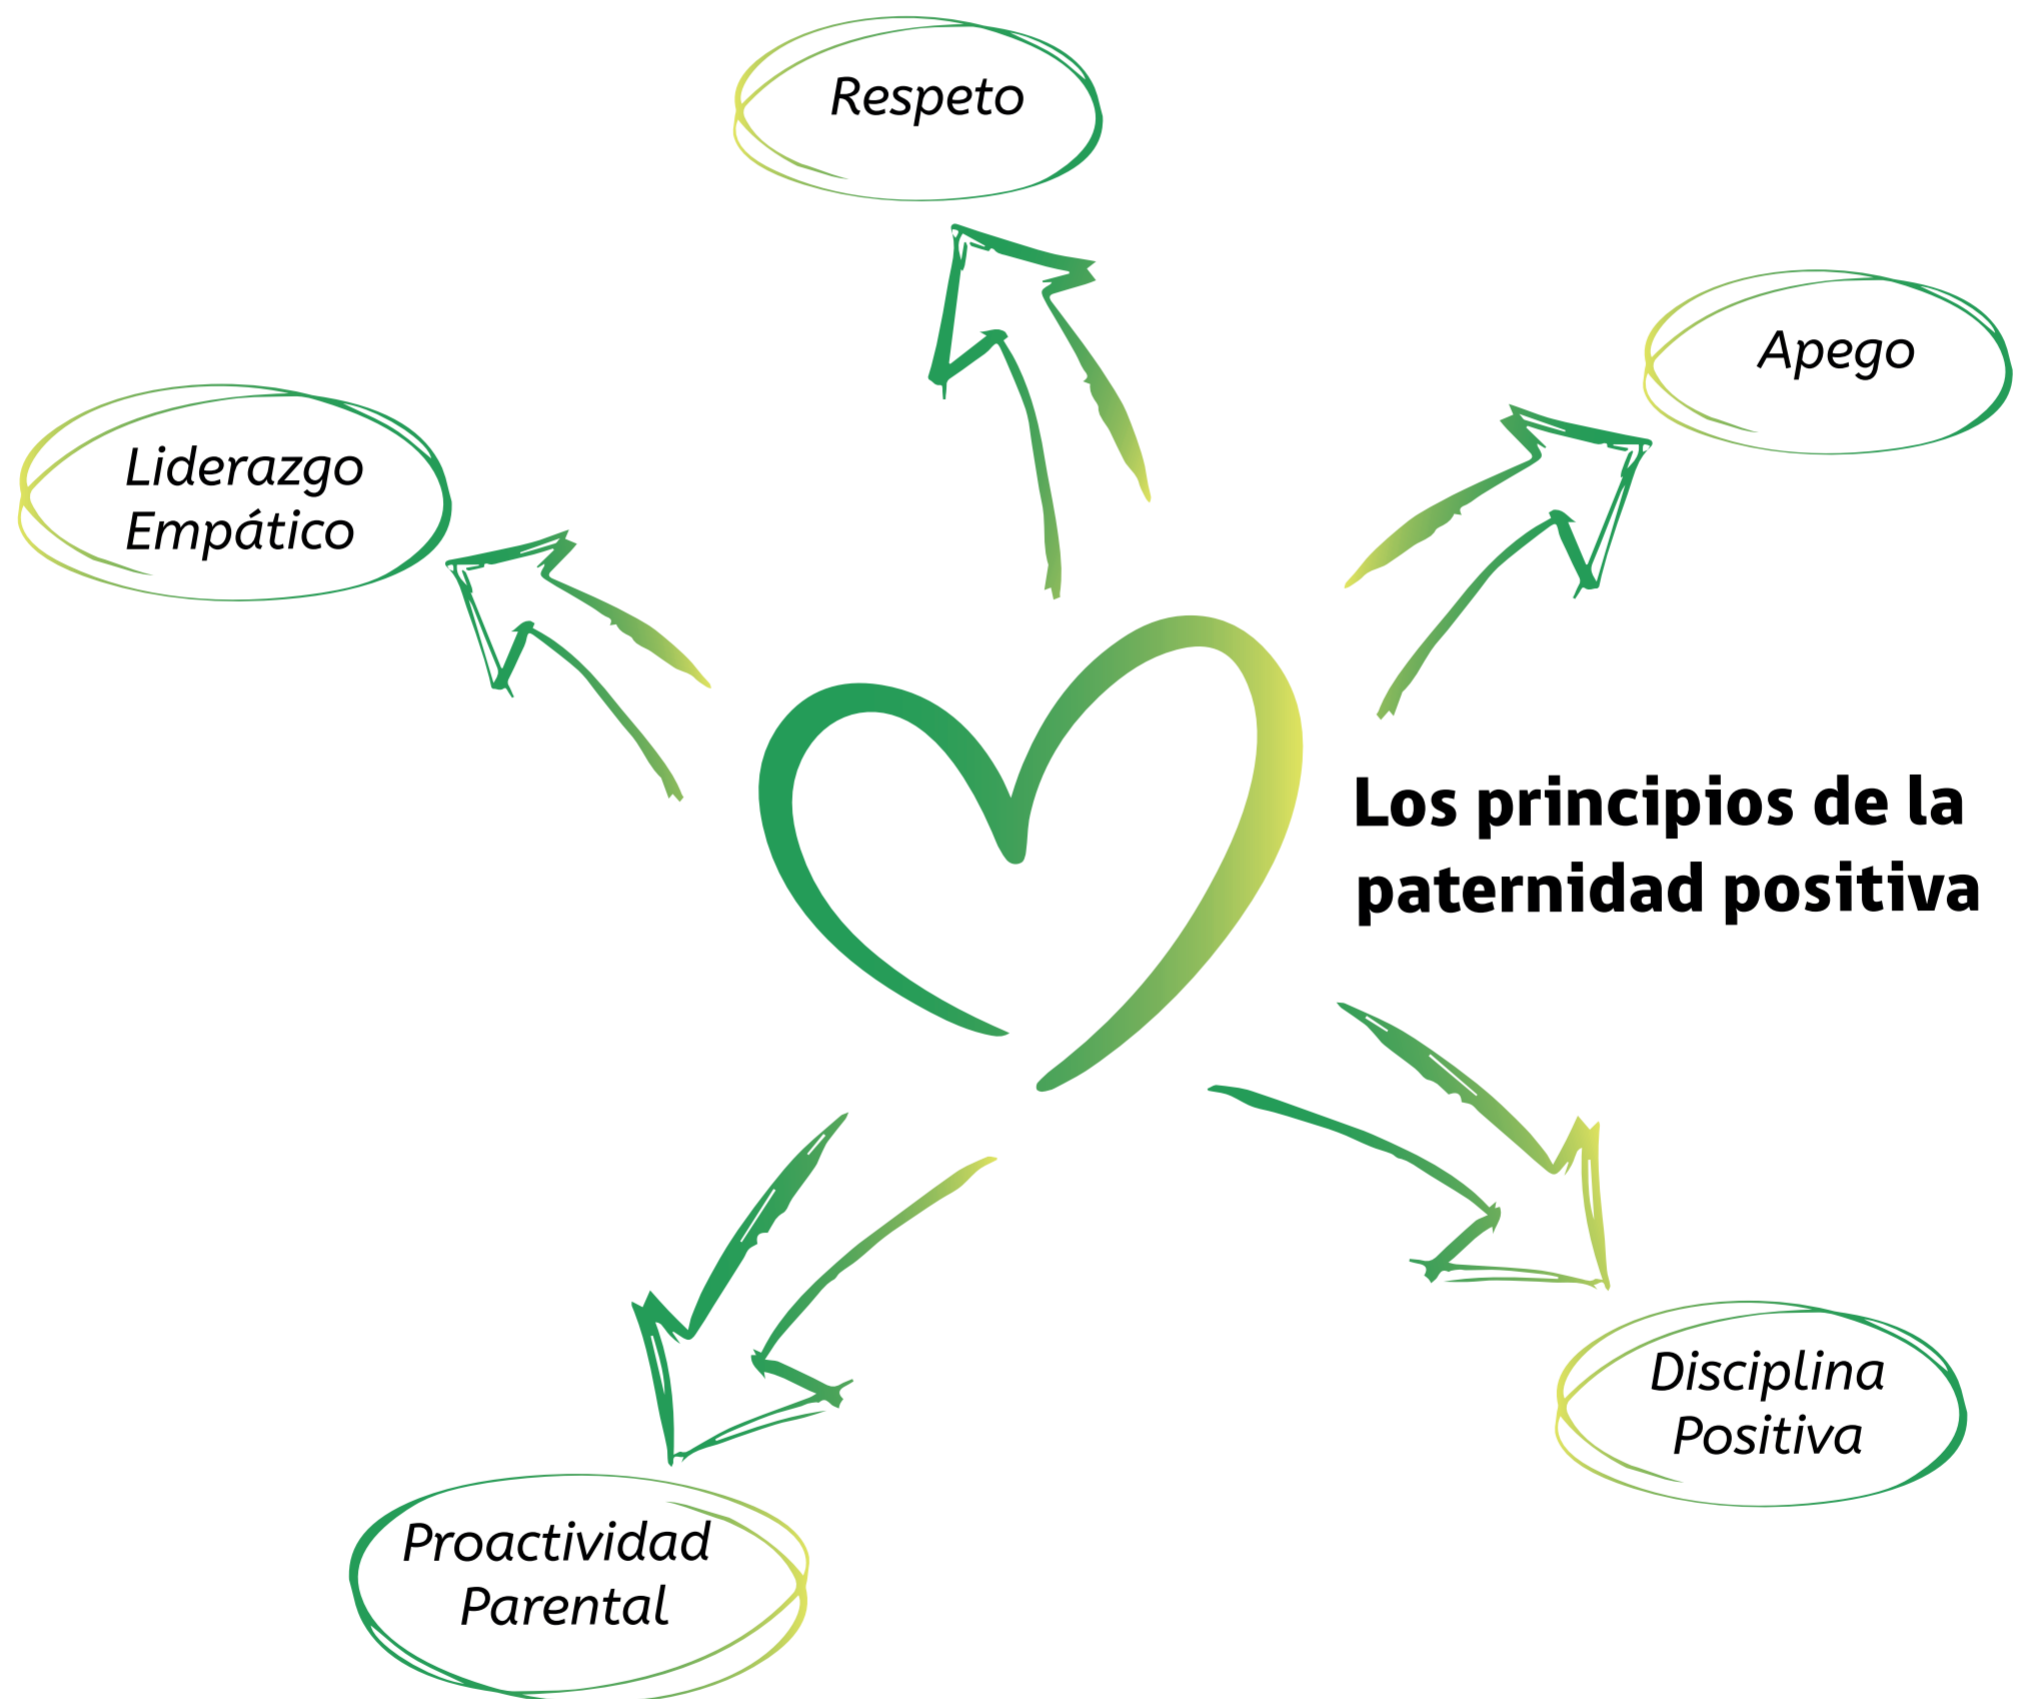 Respeto
Apego
Liderazgo
Empático
Los principios de la
paternidad positiva
Disciplina
Positiva
Proactividad
Parental